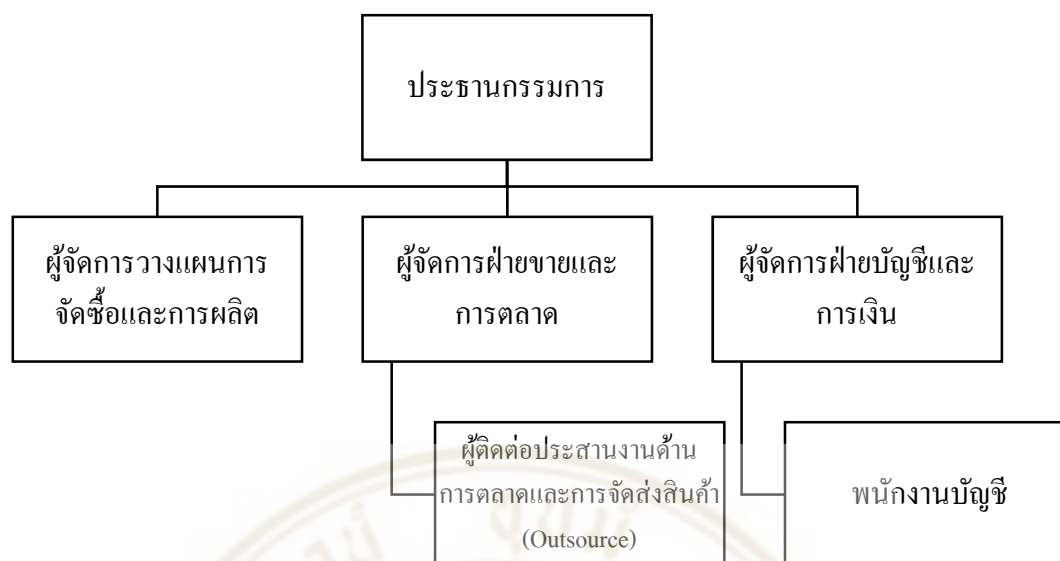 ประธานกรรมการ
ผู้จัดการวางแผนการ
จัดซื้อและการผลิต
ผู้จัดการฝ่ายขายและ
การตลาด
ผู้จัดการฝ่ายบัญชีและ
การเงิน
ผู้ติดต่อประสานงานด้าน
การตลาดและการจัดส่งสินค้า
(Outsource)
พนักงานบัญชี